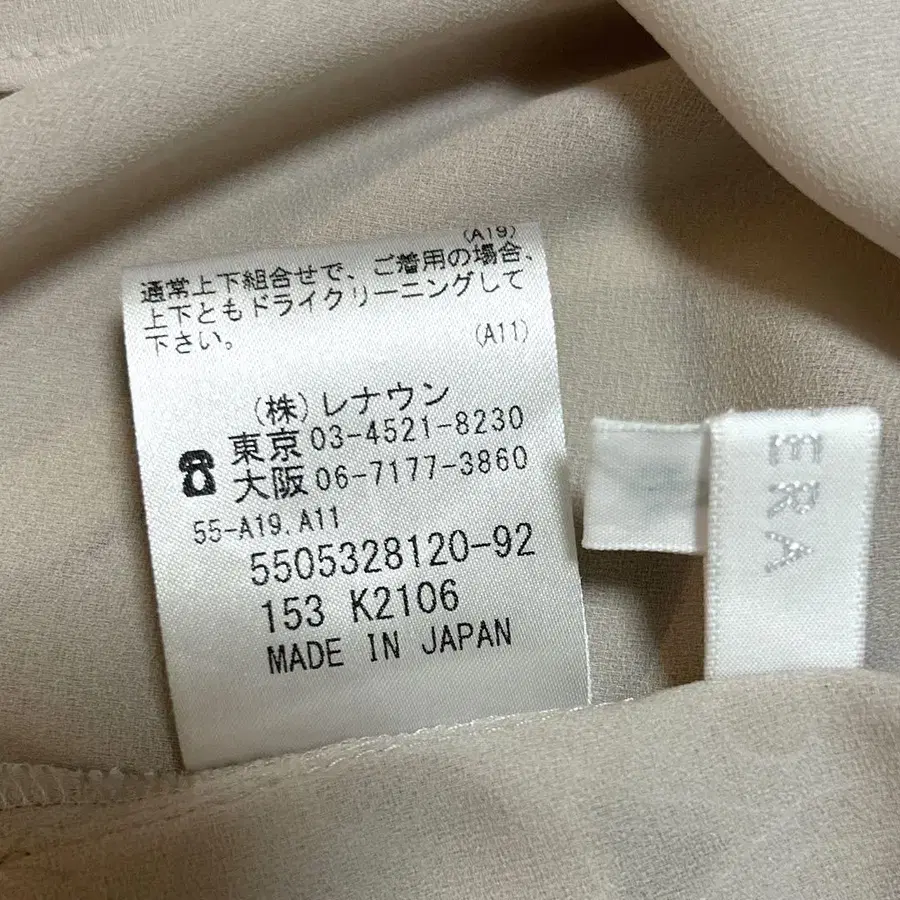 (A19)
通常上下組合せで、ご着用の場合、
上下ともドライクリーニングして
下さい。
(A11)
(株)レナウン
☎東京03-4521-8230
大阪06-7177-3860
55-A19.A11
5505328120-92
153 K2106
MADE IN JAPAN
ERA